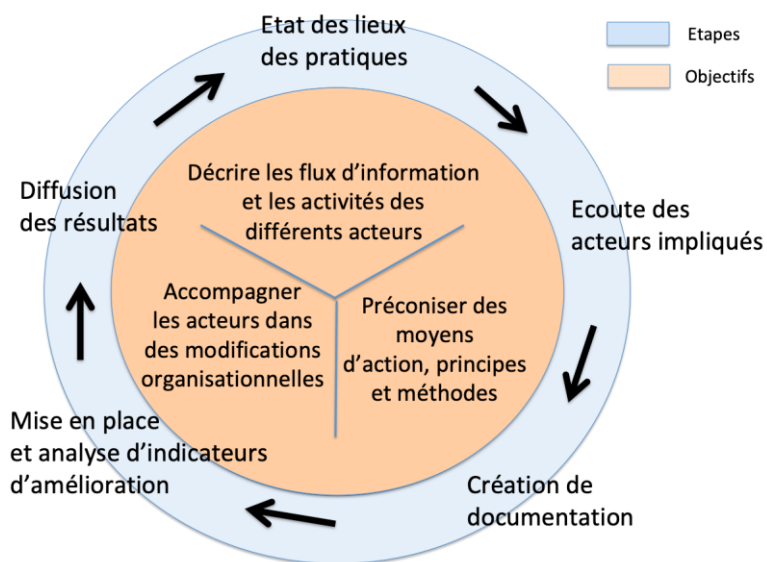 Etat des lieux
des pratiques
Etapes
Objectifs
Décrire les flux d'information
et les activités des
différents acteurs
Diffusion
des résultats
Ecoute des
acteurs impliqués
Accompagner
les acteurs dans
des modifications
organisationnelles
Préconiser des
moyens
d'action, principes
et méthodes
Mise en place
et analyse d'indicateurs
d'amélioration
Création de
documentation